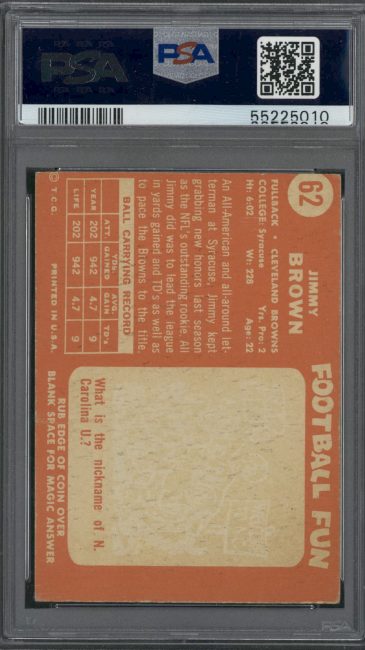 PSA
PSA
55225010
62
JIMMY
BROWN
FULLBACK • CLEVELAND BROWNS
COLLEGE: Syracuse Yrs. Pro: 2
Ht: 6-02 Wt: 228 Age: 22
An All-American and all-around let-
terman at Syracuse, Jimmy kept
grabbing new honors last season
as the NFL's outstanding rookie. All
Jimmy did was to lead the league
in yards gained and TD's as well as
to pace the Browns to the title.
BALL CARRYING RECORD
YEAR ATT. YDS. GAINED AVG. GAIN TD's
YEAR 202 942 4.7 9
LIFE 202 942 4.7 9
© T.C.G. PRINTED IN U.S.A.
FOOTBALL FUN
What is the nickname of N.
Carolina U.?
RUB EDGE OF COIN OVER
BLANK SPACE FOR MAGIC ANSWER